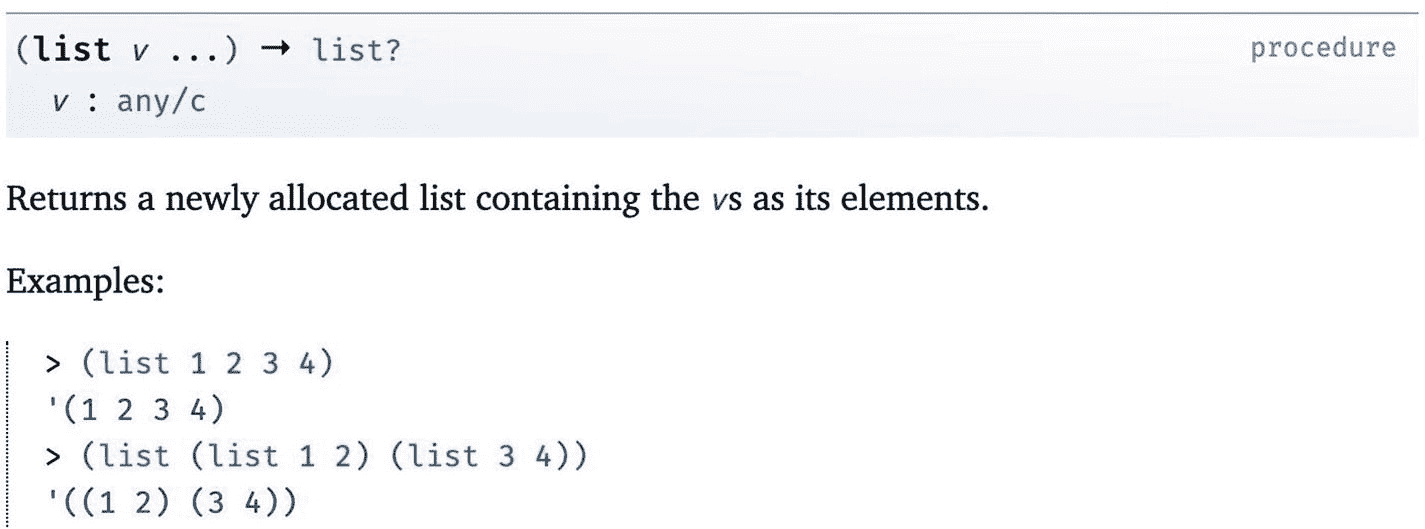 (list v ...) → list? procedure
v : any/c
Returns a newly allocated list containing the vs as its elements.
Examples:
> (list 1 2 3 4)
'(1 2 3 4)
> (list (list 1 2) (list 3 4))
'((1 2) (3 4))